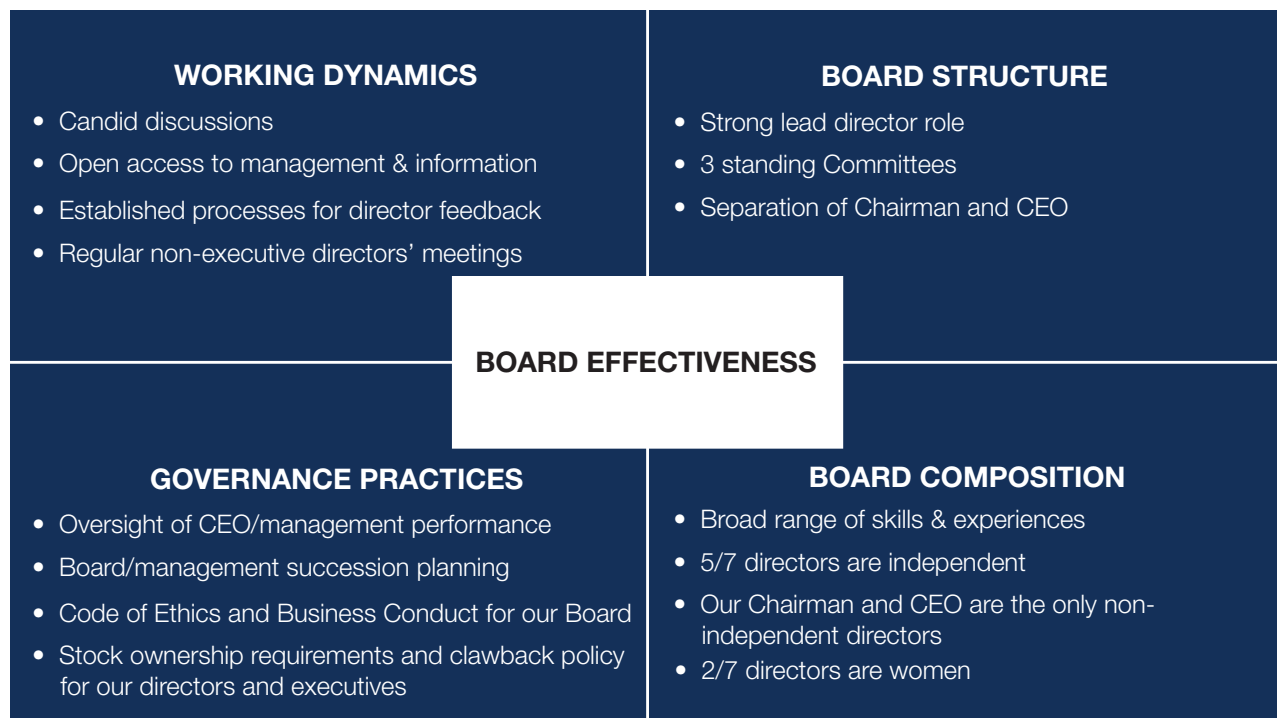 WORKING DYNAMICS
• Candid discussions
• Open access to management & information
• Established processes for director feedback
• Regular non-executive directors’ meetings
BOARD STRUCTURE
• Strong lead director role
• 3 standing Committees
• Separation of Chairman and CEO
BOARD EFFECTIVENESS
GOVERNANCE PRACTICES
• Oversight of CEO/management performance
• Board/management succession planning
• Code of Ethics and Business Conduct for our Board
• Stock ownership requirements and clawback policy
for our directors and executives
BOARD COMPOSITION
• Broad range of skills & experiences
• 5/7 directors are independent
• Our Chairman and CEO are the only non-
independent directors
• 2/7 directors are women